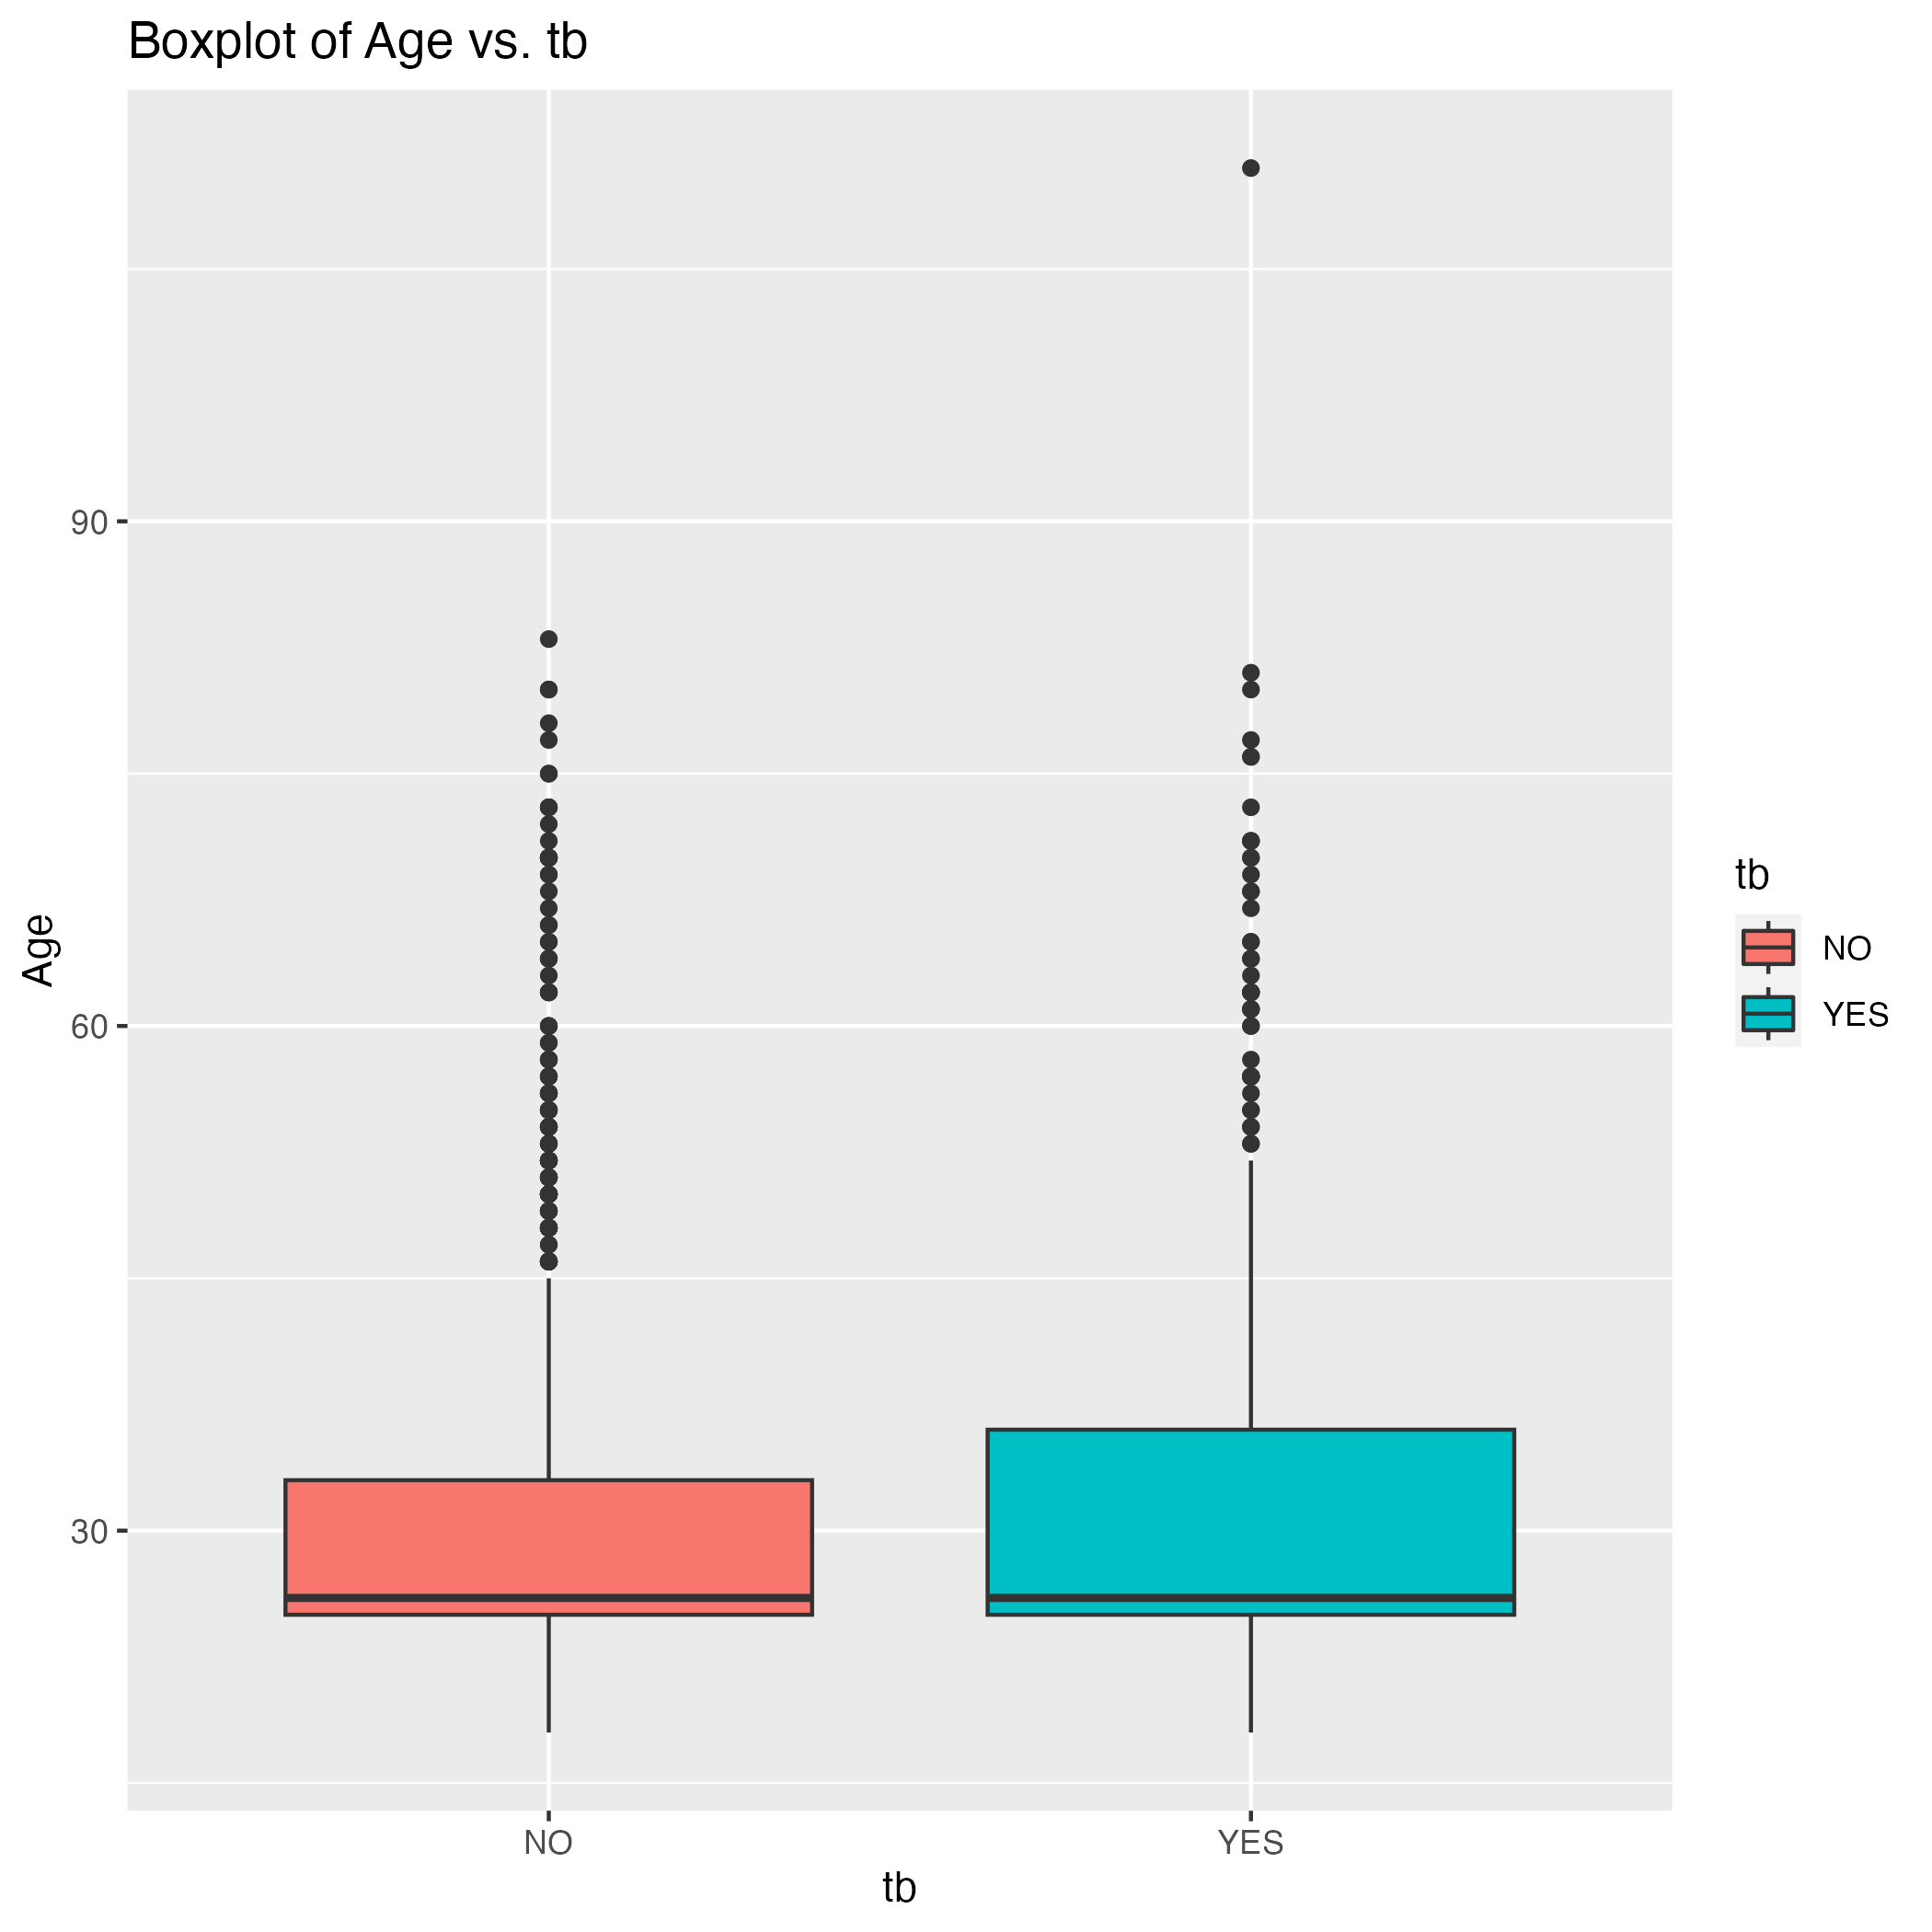 Boxplot of Age vs. tb
90
60
30
Age
NO
YES
tb
tb
NO
YES